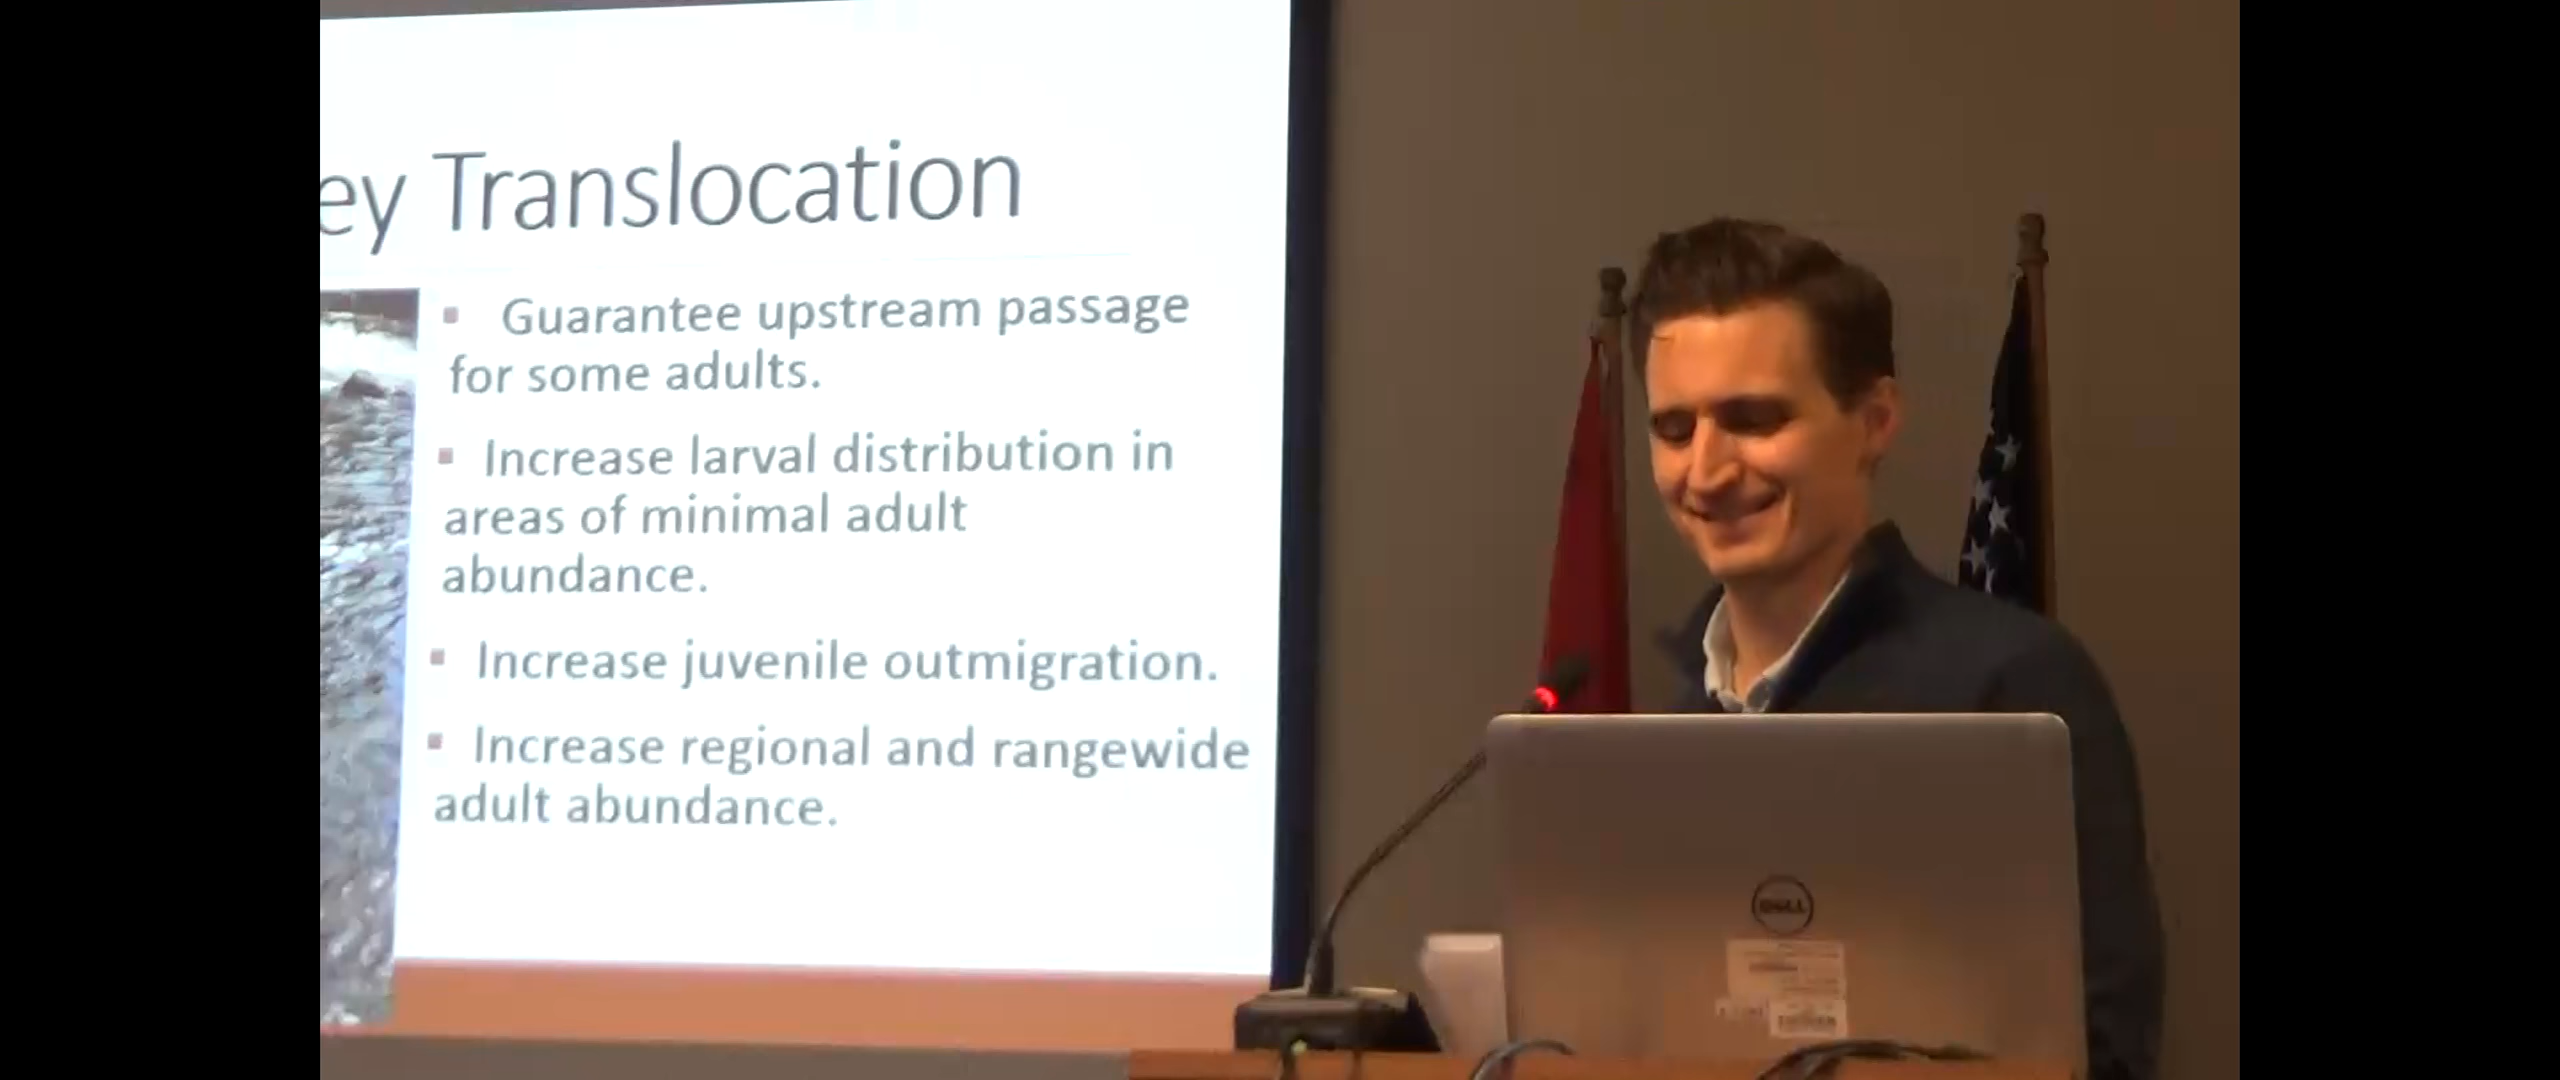 ey Translocation
▪ Guarantee upstream passage
for some adults.
▪ Increase larval distribution in
areas of minimal adult
abundance.
▪ Increase juvenile outmigration.
▪ Increase regional and rangewide
adult abundance.
DELL